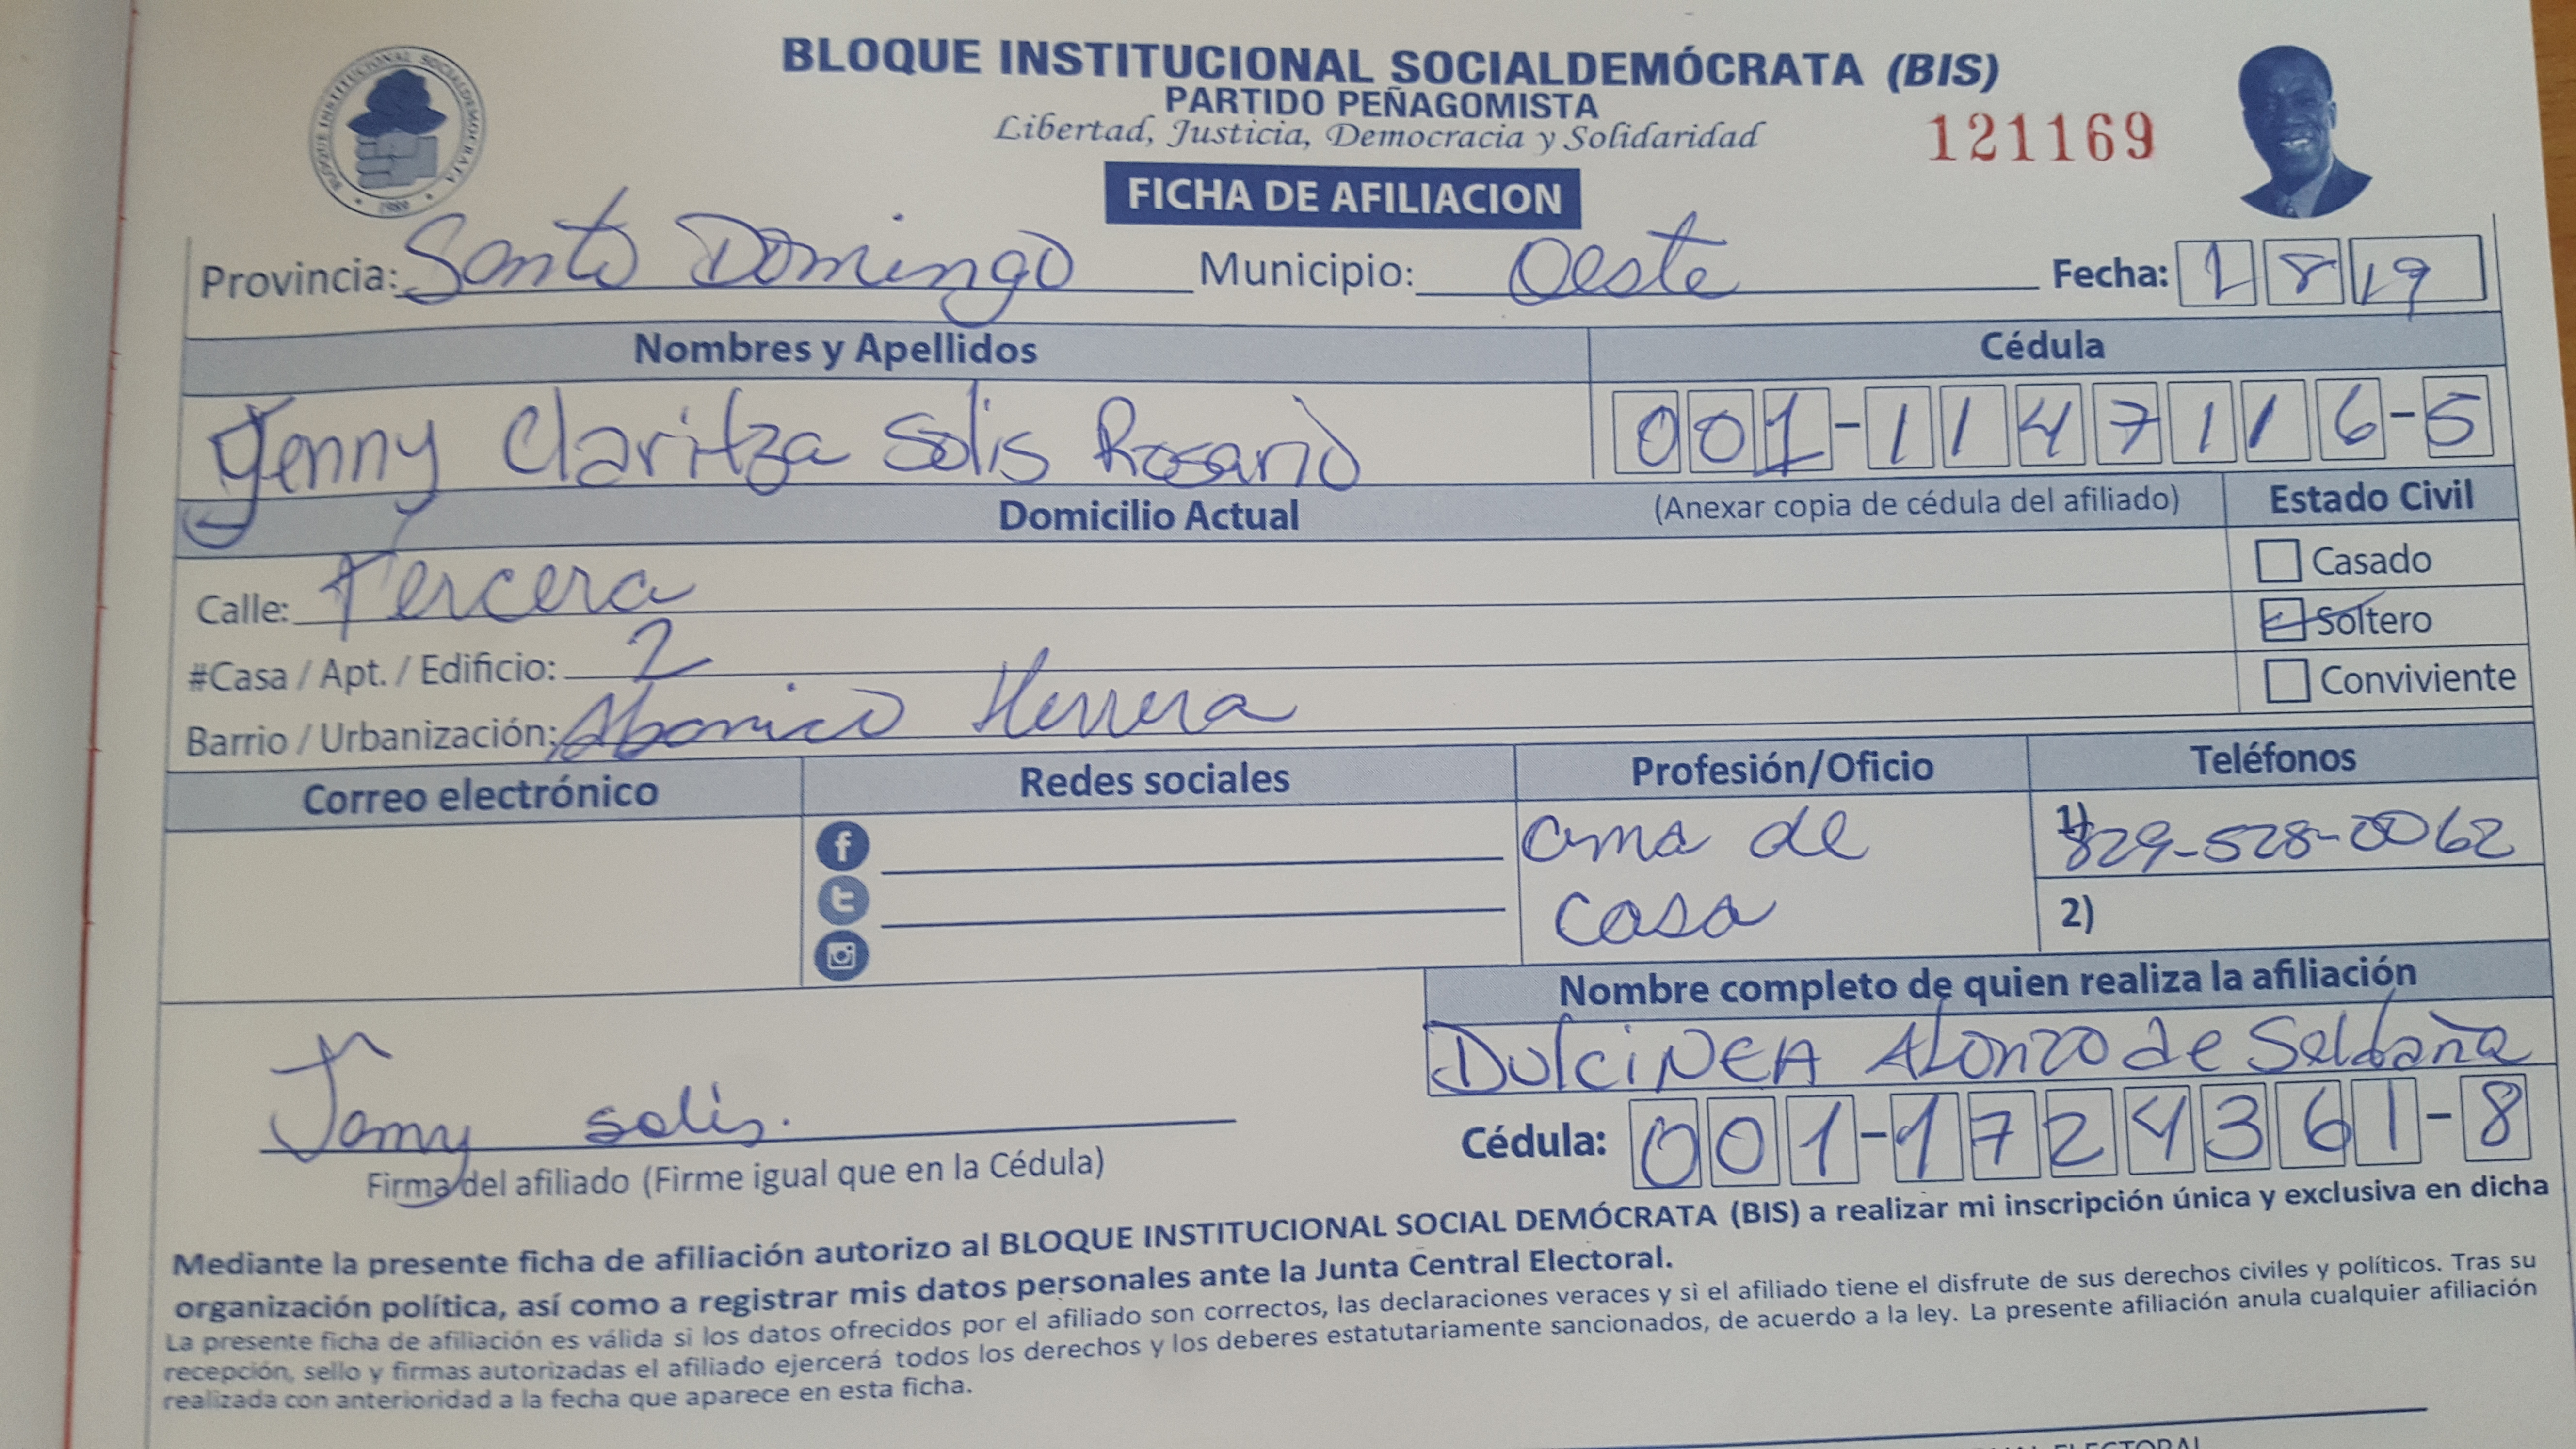 BLOQUE INSTITUCIONAL SOCIALDEMÓCRATA (BIS)
PARTIDO PEÑAGOMISTA
Libertad, Justicia, Democracia y Solidaridad
121169
BLOQUE INSTITUCIONAL SOCIALDEMOCRATA
1989
FICHA DE AFILIACION
Provincia: Santo Domingo Municipio: Oeste Fecha: 1 8 19
Nombres y Apellidos Cédula
Yenny Claritza Solis Rosario 001-1147116-5
Domicilio Actual (Anexar copia de cédula del afiliado) Estado Civil
Calle: Tercera Casado
#Casa / Apt. / Edificio: 2 Soltero
Barrio / Urbanización: Abanico Herrera Conviviente
Correo electrónico Redes sociales Profesión/Oficio Teléfonos
ama de casa 1) 829-528-0062
2)
Nombre completo de quien realiza la afiliación
DulciNEA Alonzo de Saldaña
solis.
Firma del afiliado (Firme igual que en la Cédula) Cédula: 001-1724361-8
Mediante la presente ficha de afiliación autorizo al BLOQUE INSTITUCIONAL SOCIAL DEMÓCRATA (BIS) a realizar mi inscripción única y exclusiva en dicha
organización política, así como a registrar mis datos personales ante la Junta Central Electoral.
La presente ficha de afiliación es válida si los datos ofrecidos por el afiliado son correctos, las declaraciones veraces y si el afiliado tiene el disfrute de sus derechos civiles y políticos. Tras su
recepción, sello y firmas autorizadas el afiliado ejercerá todos los derechos y los deberes estatutariamente sancionados, de acuerdo a la ley. La presente afiliación anula cualquier afiliación
realizada con anterioridad a la fecha que aparece en esta ficha.